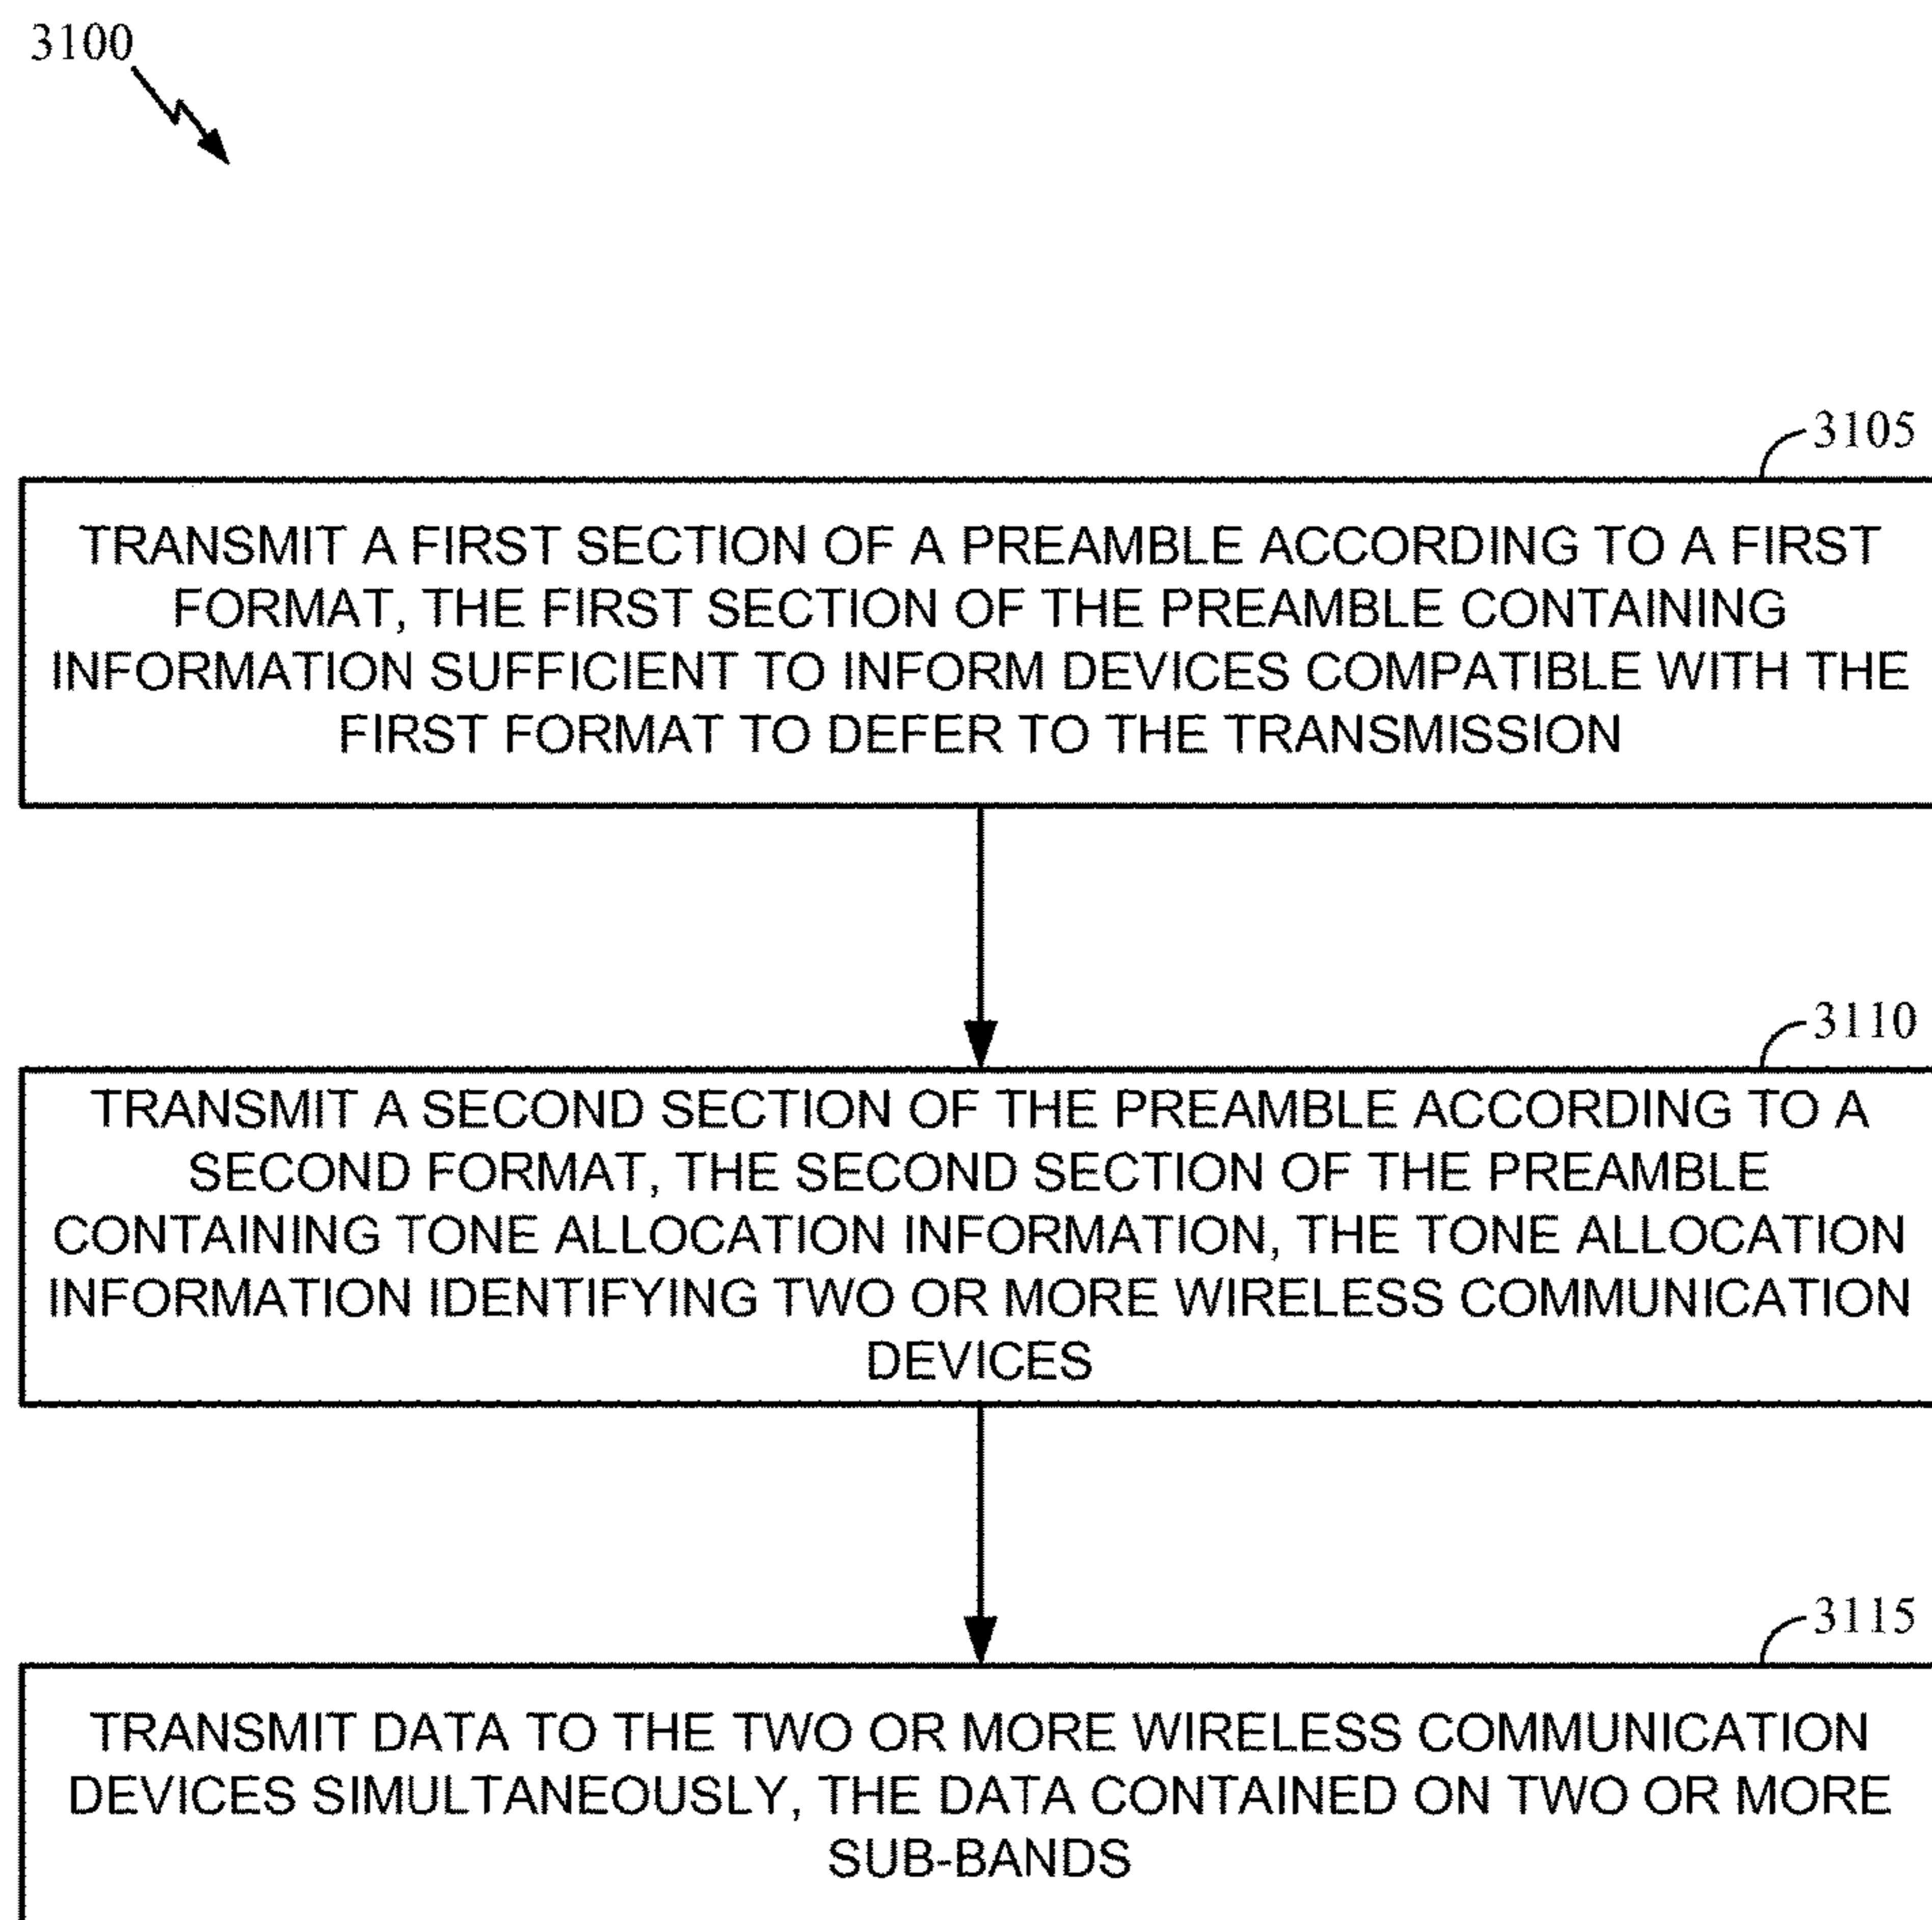 3100
3105
TRANSMIT A FIRST SECTION OF A PREAMBLE ACCORDING TO A FIRST
FORMAT, THE FIRST SECTION OF THE PREAMBLE CONTAINING
INFORMATION SUFFICIENT TO INFORM DEVICES COMPATIBLE WITH THE
FIRST FORMAT TO DEFER TO THE TRANSMISSION
3110
TRANSMIT A SECOND SECTION OF THE PREAMBLE ACCORDING TO A
SECOND FORMAT, THE SECOND SECTION OF THE PREAMBLE
CONTAINING TONE ALLOCATION INFORMATION, THE TONE ALLOCATION
INFORMATION IDENTIFYING TWO OR MORE WIRELESS COMMUNICATION
DEVICES
3115
TRANSMIT DATA TO THE TWO OR MORE WIRELESS COMMUNICATION
DEVICES SIMULTANEOUSLY, THE DATA CONTAINED ON TWO OR MORE
SUB-BANDS